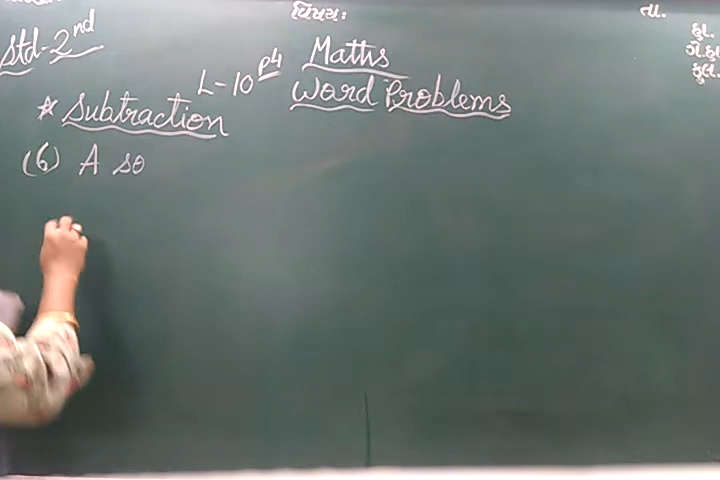 વિષય:
તા.
Std-2nd
L-10 P4
Maths
Word Problems
* Subtraction
(6) A so